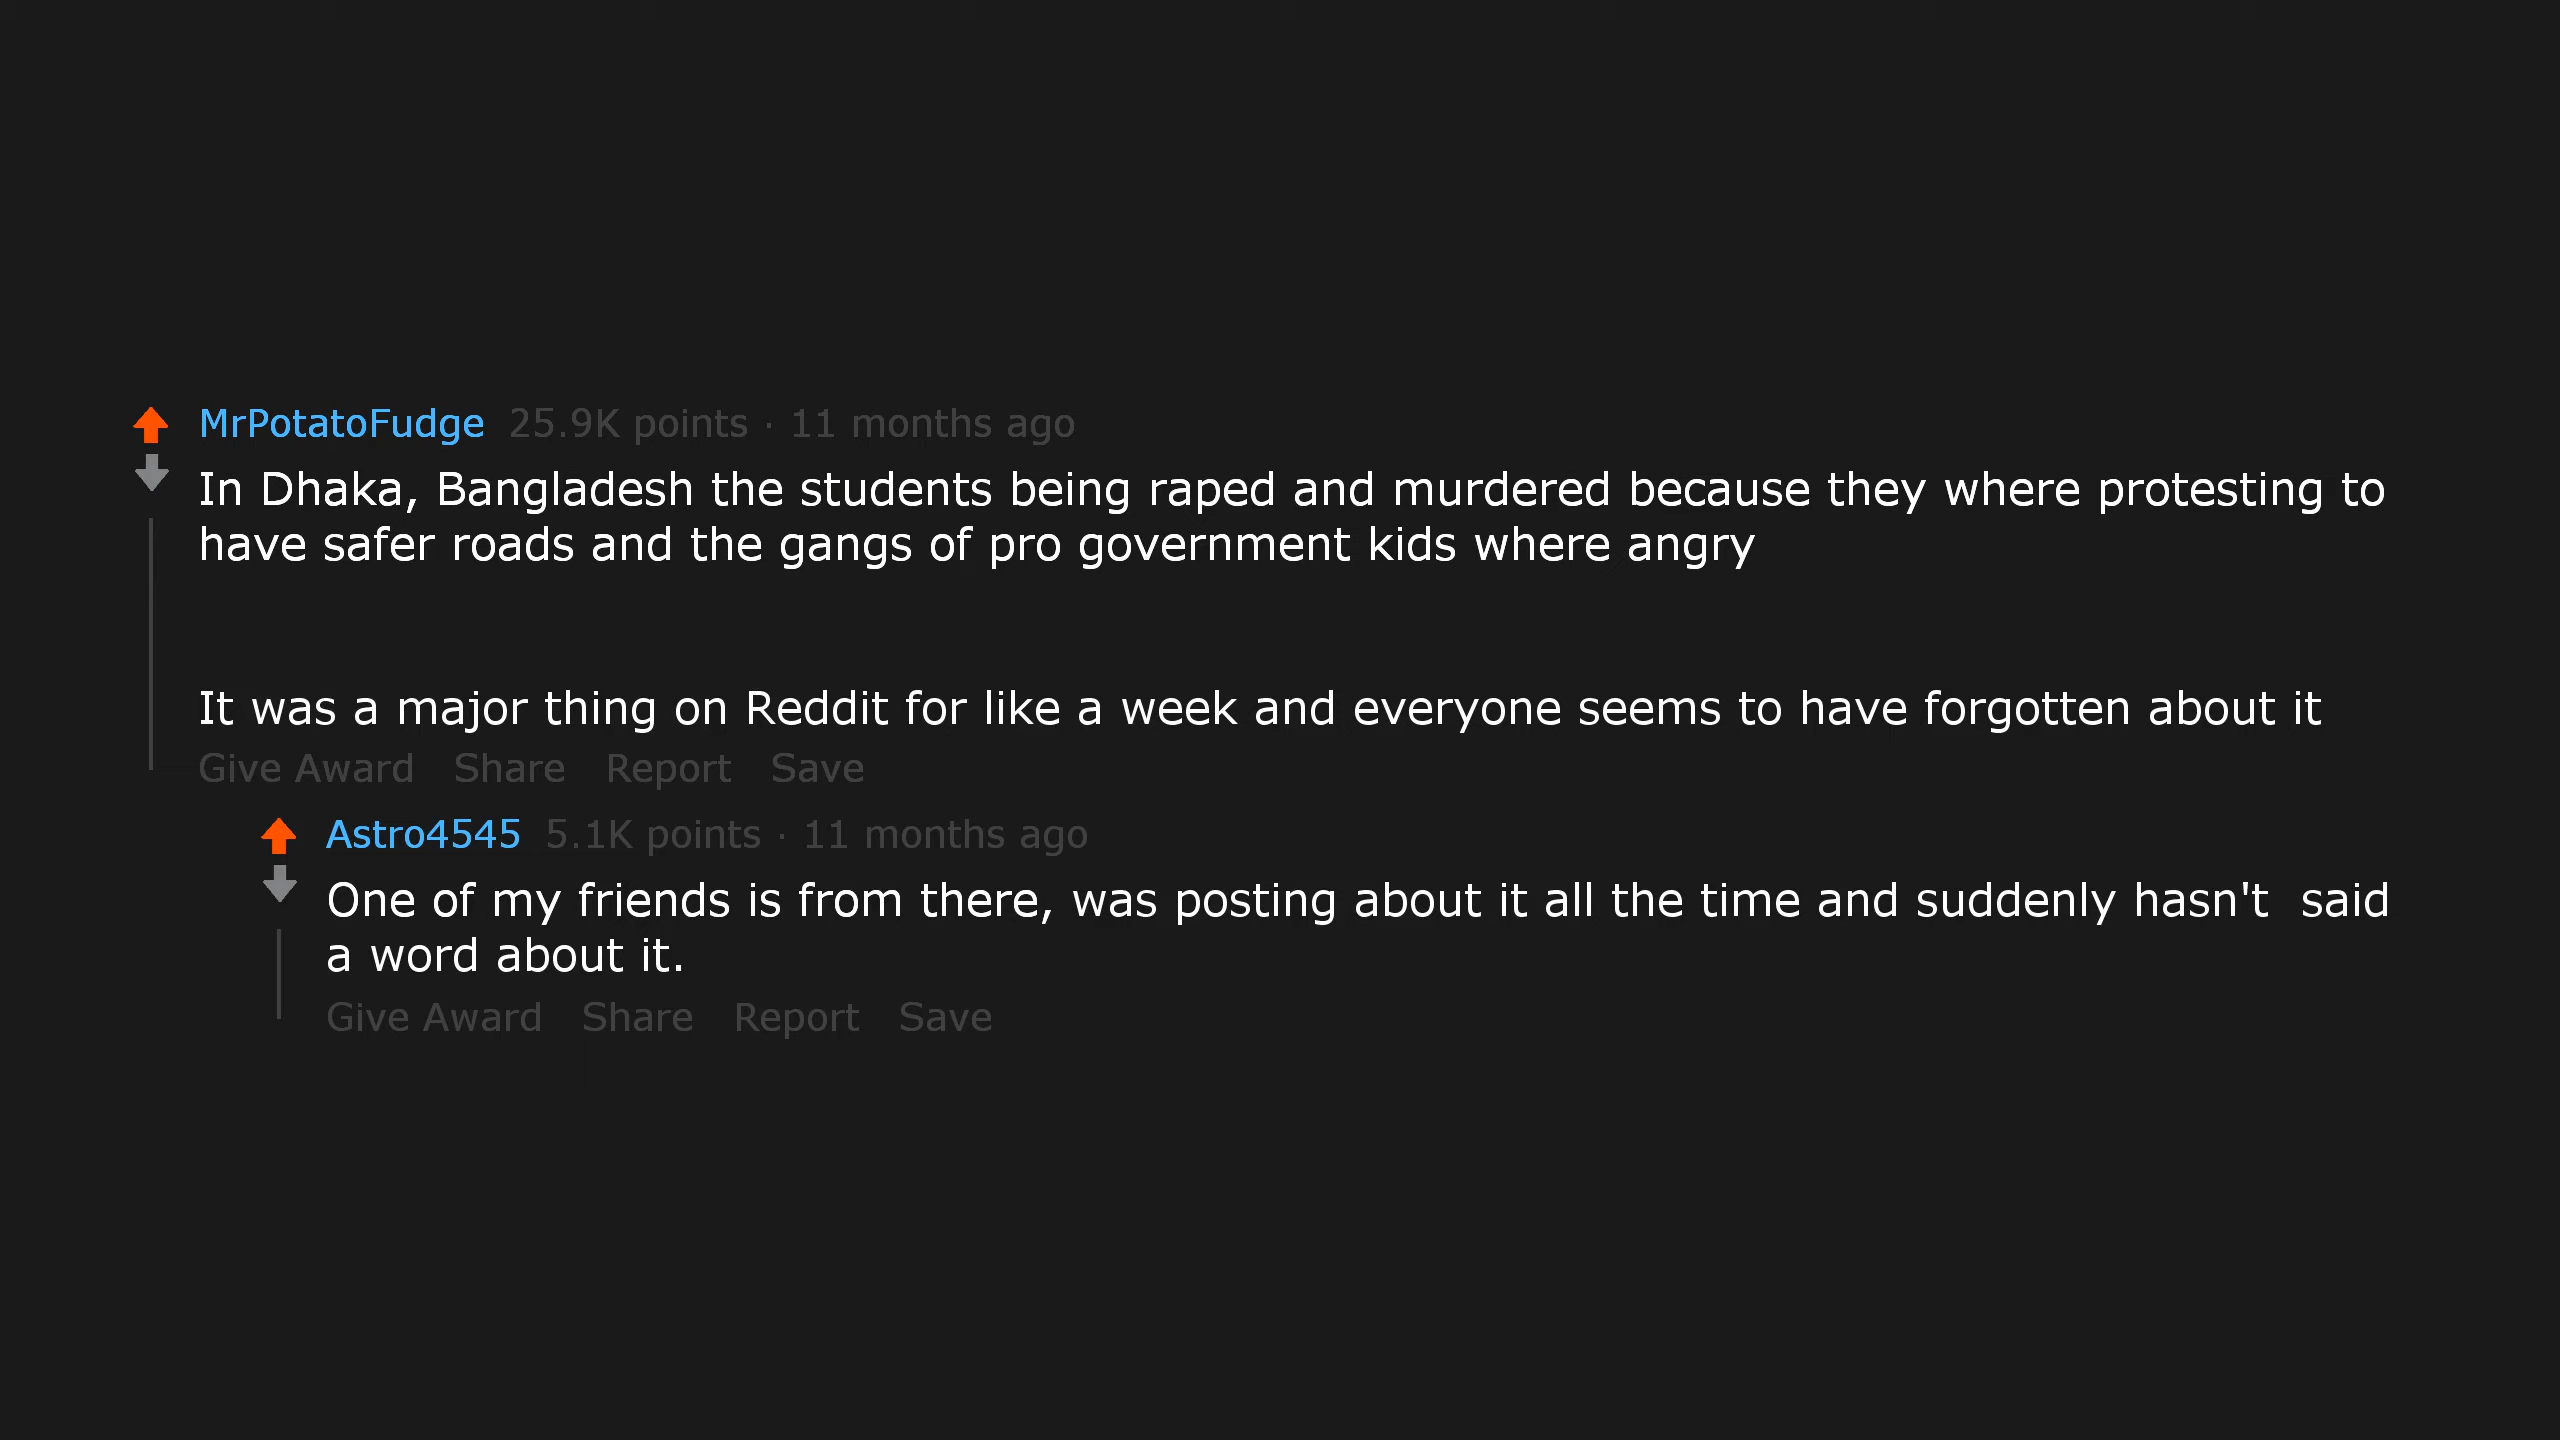 MrPotatoFudge 25.9K points · 11 months ago
In Dhaka, Bangladesh the students being raped and murdered because they where protesting to
have safer roads and the gangs of pro government kids where angry
It was a major thing on Reddit for like a week and everyone seems to have forgotten about it
Give Award Share Report Save
Astro4545 5.1K points · 11 months ago
One of my friends is from there, was posting about it all the time and suddenly hasn't  said
a word about it.
Give Award Share Report Save